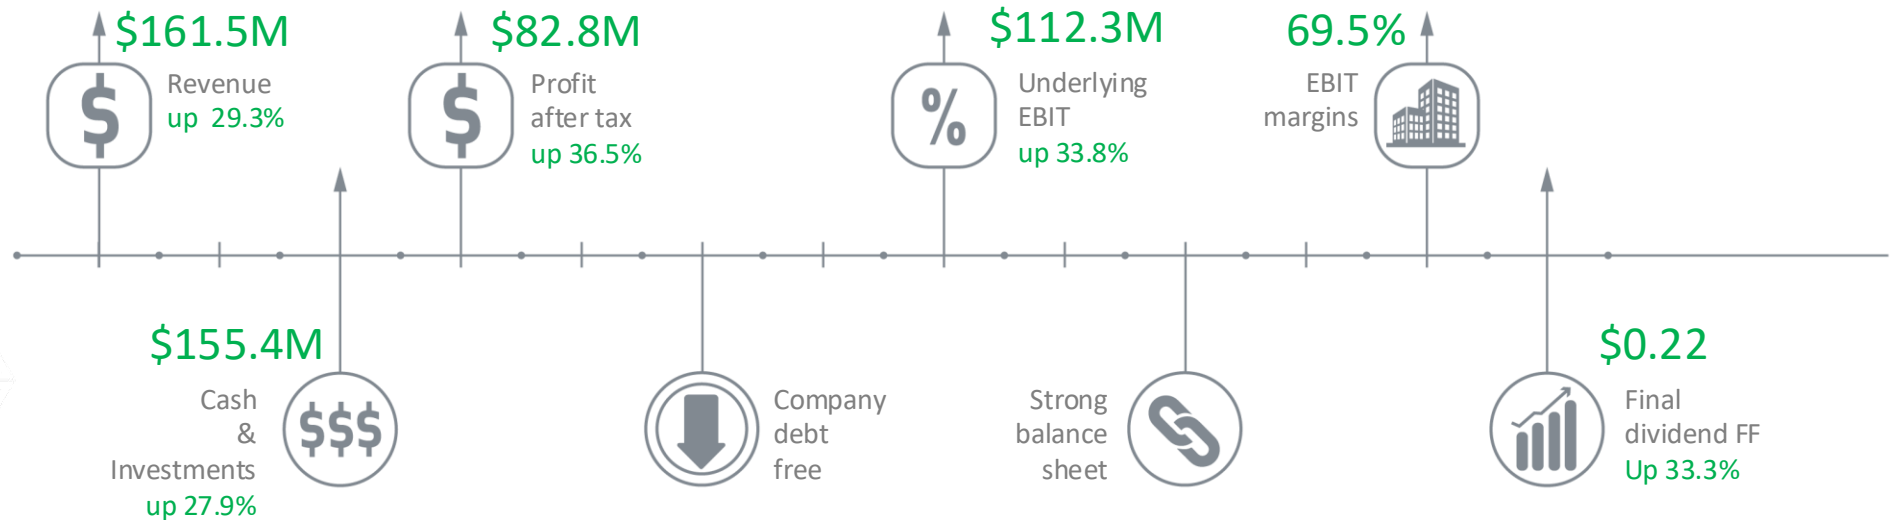 $161.5M
Revenue
up 29.3%
$82.8M
Profit
after tax
up 36.5%
$112.3M
Underlying
EBIT
up 33.8%
69.5%
EBIT
margins
$
$
%
$155.4M
Cash
&
Investments
up 27.9%
$$$
Company
debt
free
Strong
balance
sheet
$0.22
Final
dividend FF
Up 33.3%